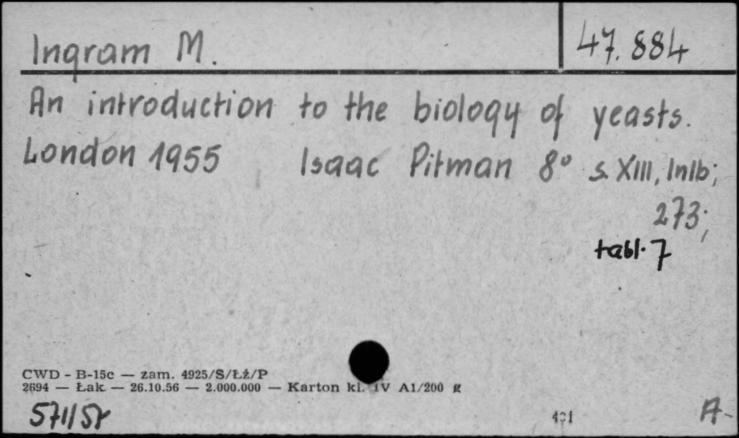 Ingram M.
47.884
An introduction to the biology of yeasts.
London 1955 Isaac Pitman 8° s. XIII, 1nlb;
273;
tabl. 7
CWD - B-15c — zam. 4925/S/ŁŻ/P
2694 — Łak. — 26.10.56 — 2.000.000 — Karton kl. IV A1/200 g
571/58
A-